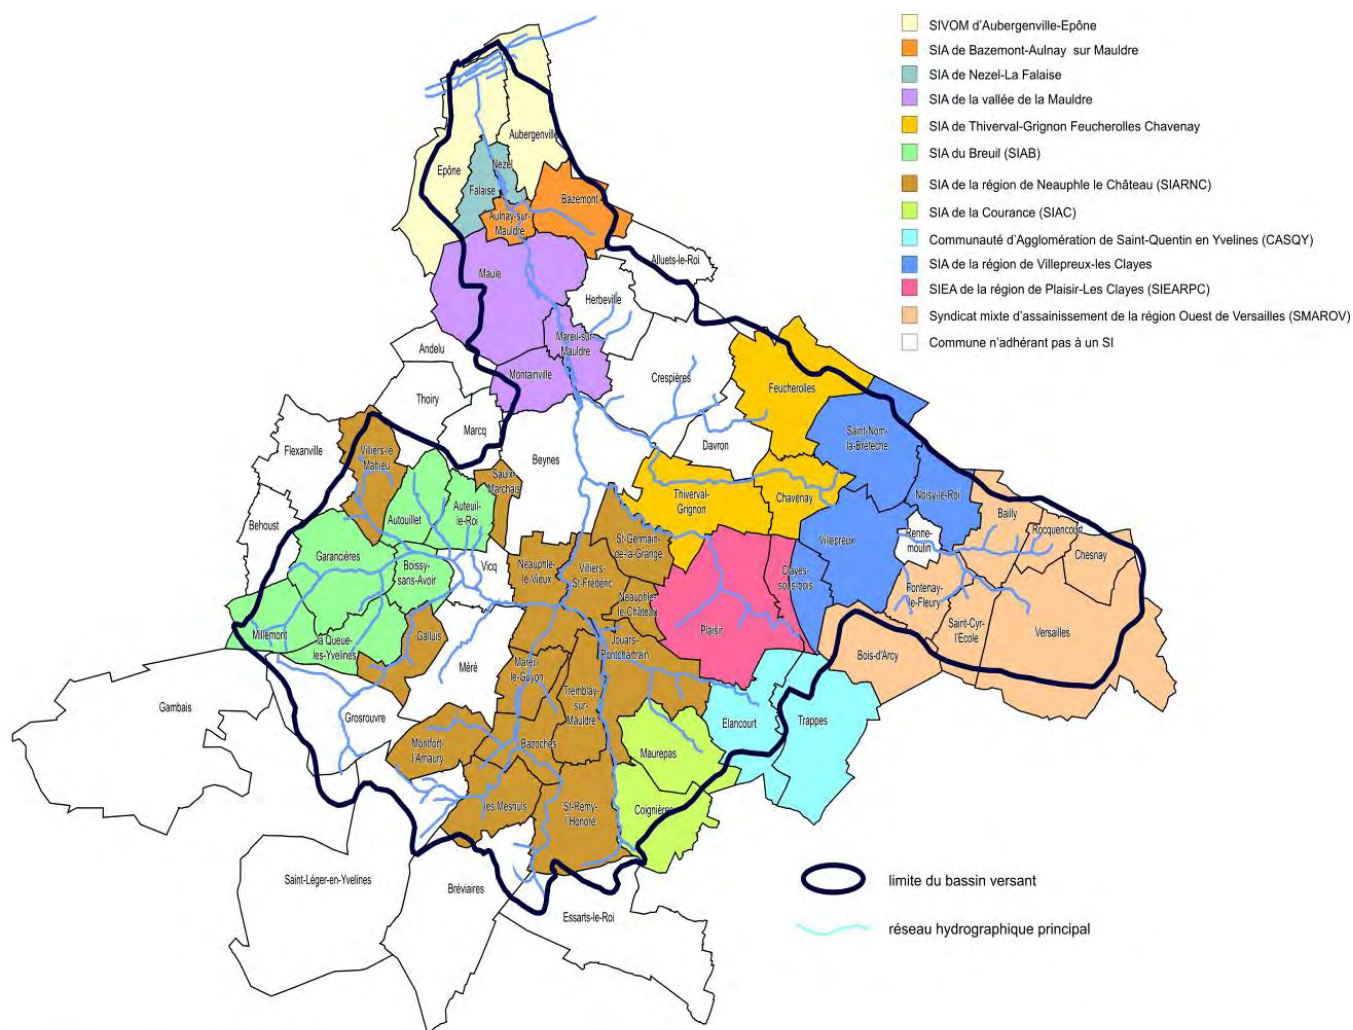 SIVOM d'Aubergenville-Epône
SIA de Bazemont-Aulnay sur Mauldre
SIA de Nezel-La Falaise
SIA de la vallée de la Mauldre
SIA de Thiverval-Grignon Feucherolles Chavenay
SIA du Breuil (SIAB)
SIA de la région de Neauphle le Château (SIARNC)
SIA de la Courance (SIAC)
Communauté d'Agglomération de Saint-Quentin en Yvelines (CASQY)
SIA de la région de Villepreux-les Clayes
SIEA de la région de Plaisir-Les Clayes (SIEARPC)
Syndicat mixte d'assainissement de la région Ouest de Versailles (SMAROV)
Commune n'adhérant pas à un SI
Aubergenville
Epône
Nezel
Falaise
Bazemont
Aulnay-sur-
Mauldre
Alluets-le-Roi
Maule
Herbeville
Mareil-sur-
Mauldre
Andelu
Montainville
Crespières
Feucherolles
Thoiry
Marcq
Davron
Saint-Nom-
la-Bretèche
Flexanville
Villiers-le
Mathieu
Beynes
Saulx-
Marchais
Thiverval-
Grignon
Chavenay
Noisy-le-Roi
Bailly
Rocquencourt
Chesnay
Behoust
Autouillet
Auteuil-
le-Roi
Garancières
Boissy-
sans-Avoir
Vicq
Neauphle-
le-Vieux
Villiers-
St-Frédéric
St-Germain-
de-la-Grange
Villepreux
Renne-
moulin
Clayes-
sous-bois
Fontenay-
le-Fleury
Neauphle-
le-Château
Plaisir
Saint-Cyr-
l'Ecole
Versailles
Bois-d'Arcy
Millemont
la Queue-
les-Yvelines
Galluis
Méré
Mareil-
le-Guyon
Jouars-
Pontchartrain
Tremblay-
sur-
Mauldre
Gambais
Grosrouvre
Elancourt
Trappes
Montfort-
l'Amaury
Bazoches
Maurepas
les Mesnuls
St-Remy-
l'Honoré
Coignières
Saint-Léger-en-Yvelines
Bréviaires
Essarts-le-Roi
limite du bassin versant
réseau hydrographique principal